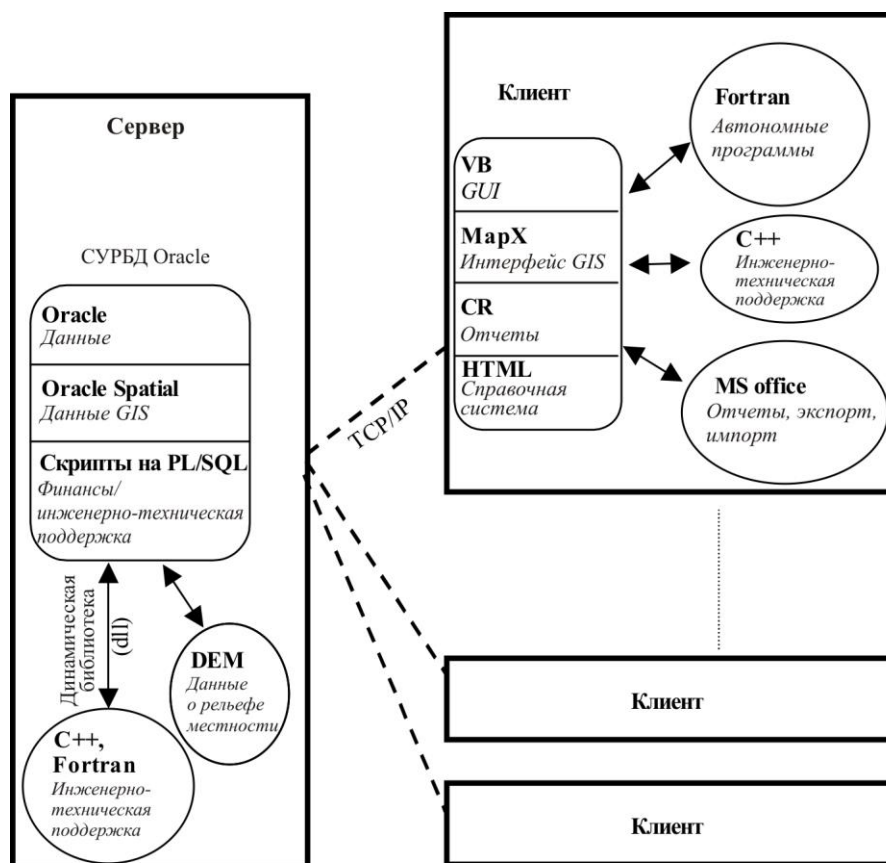 Сервер
СУРБД Oracle
Oracle
Данные
Oracle Spatial
Данные GIS
Скрипты на PL/SQL
Финансы/
инженерно-техническая
поддержка
Динамическая
библиотека
(dll)
DEM
Данные
о рельефе
местности
C++,
Fortran
Инженерно-
техническая
поддержка
TCP/IP
Клиент
VB
GUI
MapX
Интерфейс GIS
CR
Отчеты
HTML
Справочная
система
Fortran
Автономные
программы
C++
Инженерно-
техническая
поддержка
MS office
Отчеты, экспорт,
импорт
Клиент
Клиент